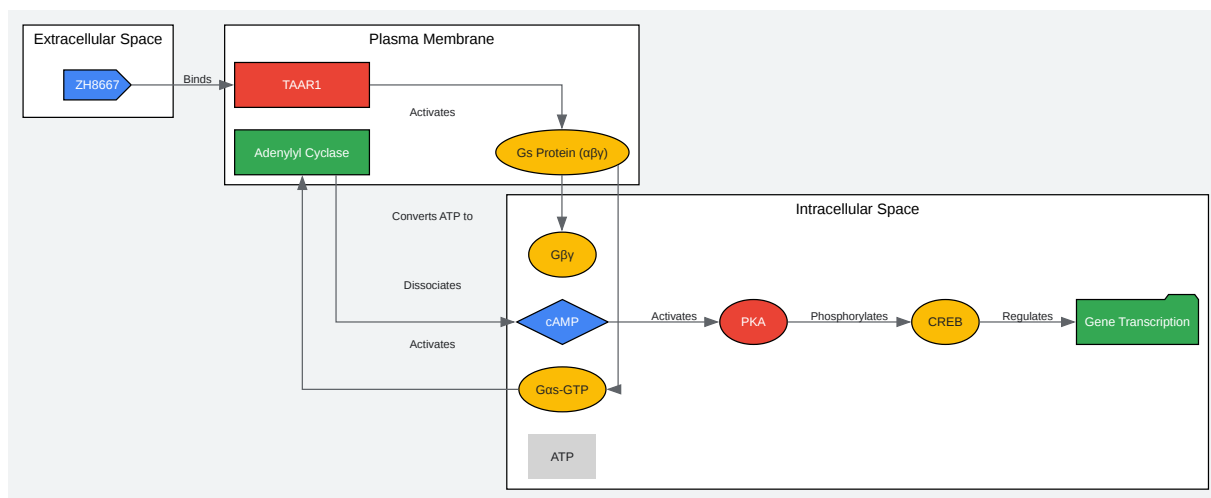 Extracellular Space
Plasma Membrane
ZH8667
Binds
TAAR1
Activates
Adenylyl Cyclase
Gs Protein (αβγ)
Converts ATP to
Intracellular Space
Gβγ
Dissociates
cAMP
Activates
PKA
Phosphorylates
CREB
Regulates
Gene Transcription
Activates
Gαs-GTP
ATP